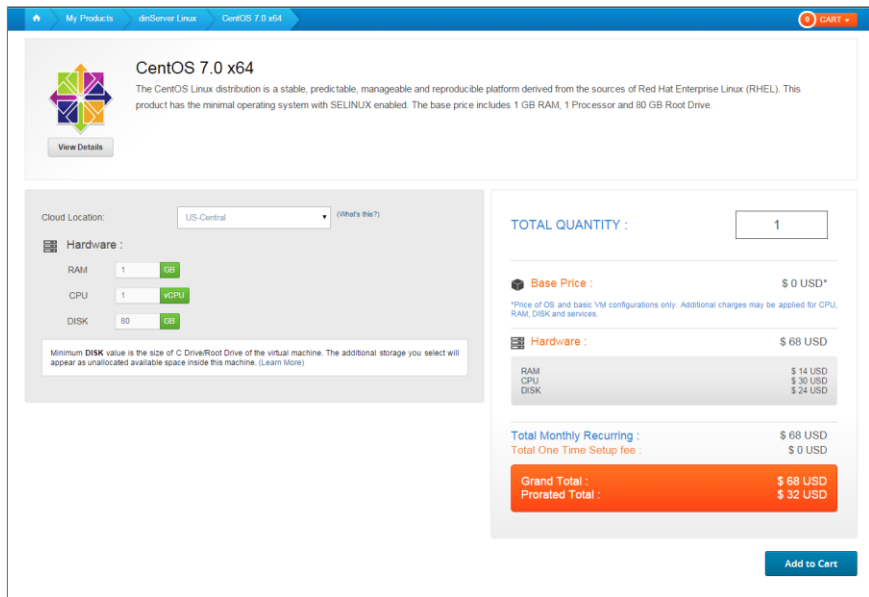 My Products
dinServer Linux
CentOS 7.0 x64
0 CART
CentOS 7.0 x64
The CentOS Linux distribution is a stable, predictable, manageable and reproducible platform derived from the sources of Red Hat Enterprise Linux (RHEL). This
product has the minimal operating system with SELINUX enabled. The base price includes 1 GB RAM, 1 Processor and 80 GB Root Drive.
View Details
Cloud Location:
US-Central
(What's this?)
Hardware :
RAM 1 GB
CPU 1 vCPU
DISK 80 GB
Minimum DISK value is the size of C Drive/Root Drive of the virtual machine. The additional storage you select will
appear as unallocated available space inside this machine. (Learn More)
TOTAL QUANTITY : 1
Base Price : $ 0 USD*
*Price of OS and basic VM configurations only. Additional charges may be applied for CPU,
RAM, DISK and services.
Hardware : $ 68 USD
RAM $ 14 USD
CPU $ 30 USD
DISK $ 24 USD
Total Monthly Recurring : $ 68 USD
Total One Time Setup fee : $ 0 USD
Grand Total : $ 68 USD
Prorated Total : $ 32 USD
Add to Cart